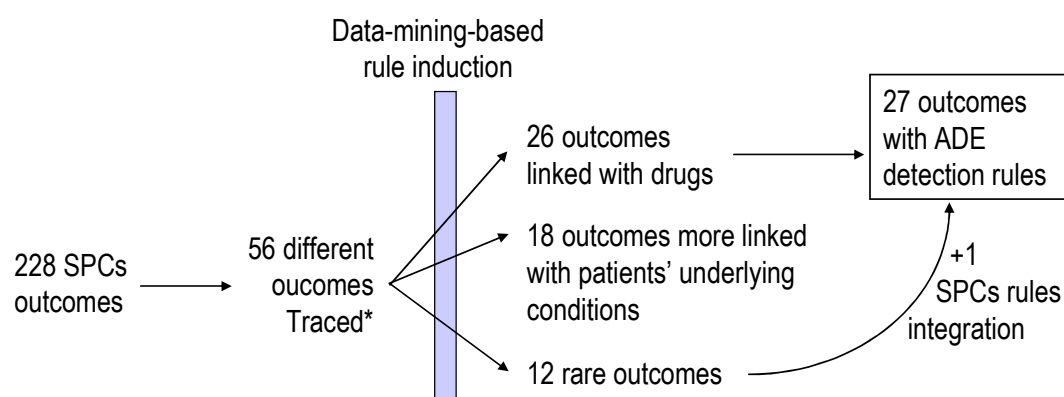 Data-mining-based
rule induction
228 SPCs
outcomes
56 different
oucomes
Traced*
26 outcomes
linked with drugs
18 outcomes more linked
with patients’ underlying
conditions
12 rare outcomes
27 outcomes
with ADE
detection rules
+1
SPCs rules
integration